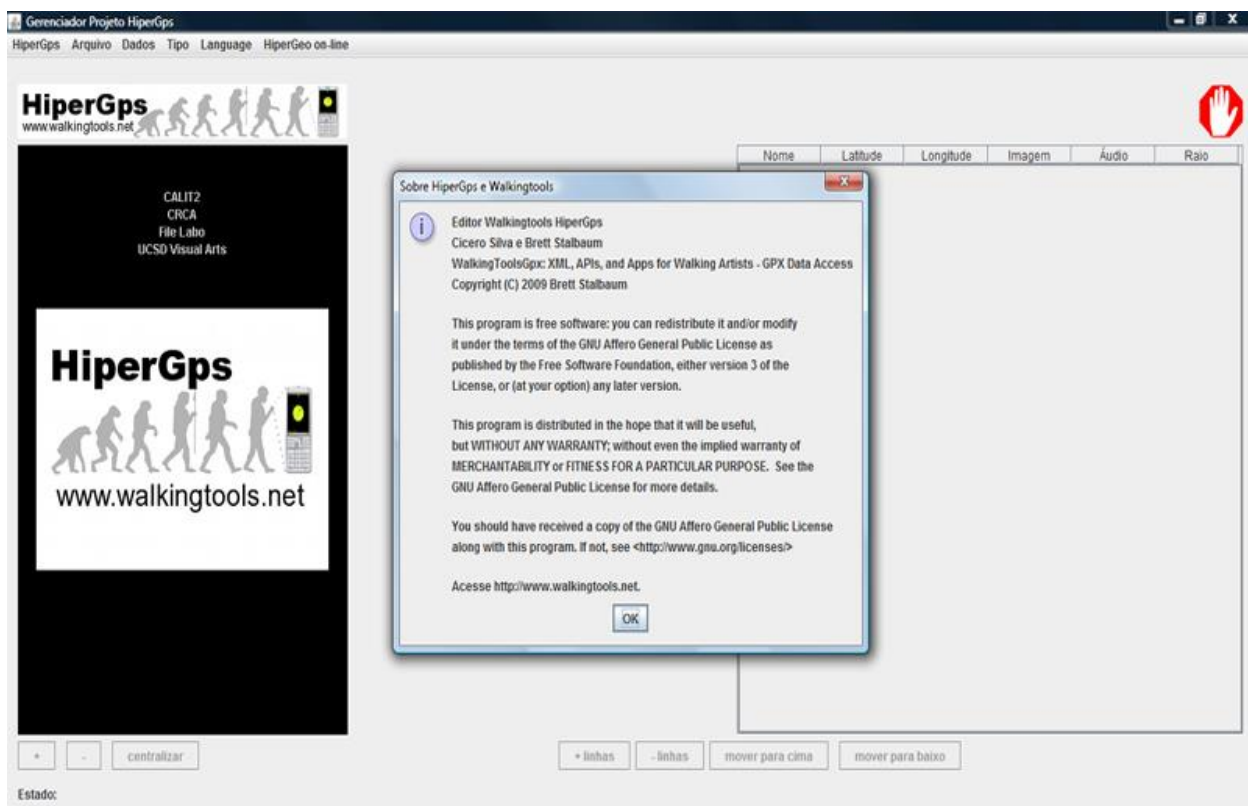 Gerenciador Projeto HiperGps
HiperGps Arquivo Dados Tipo Language HiperGeo on-line
HiperGps
www.walkingtools.net
Nome Latitude Longitude Imagem Áudio Raio
CALIT2
CRCA
File Labo
UCSD Visual Arts
HiperGps
www.walkingtools.net
Sobre HiperGps e Walkingtools
Editor Walkingtools HiperGps
Cicero Silva e Brett Stalbaum
WalkingToolsGpx: XML, APIs, and Apps for Walking Artists - GPX Data Access
Copyright (C) 2009 Brett Stalbaum
This program is free software: you can redistribute it and/or modify
it under the terms of the GNU Affero General Public License as
published by the Free Software Foundation, either version 3 of the
License, or (at your option) any later version.
This program is distributed in the hope that it will be useful,
but WITHOUT ANY WARRANTY; without even the implied warranty of
MERCHANTABILITY or FITNESS FOR A PARTICULAR PURPOSE. See the
GNU Affero General Public License for more details.
You should have received a copy of the GNU Affero General Public License
along with this program. If not, see <http://www.gnu.org/licenses/>
Acesse http://www.walkingtools.net.
OK
+ - centralizar + linhas - linhas mover para cima mover para baixo
Estado: